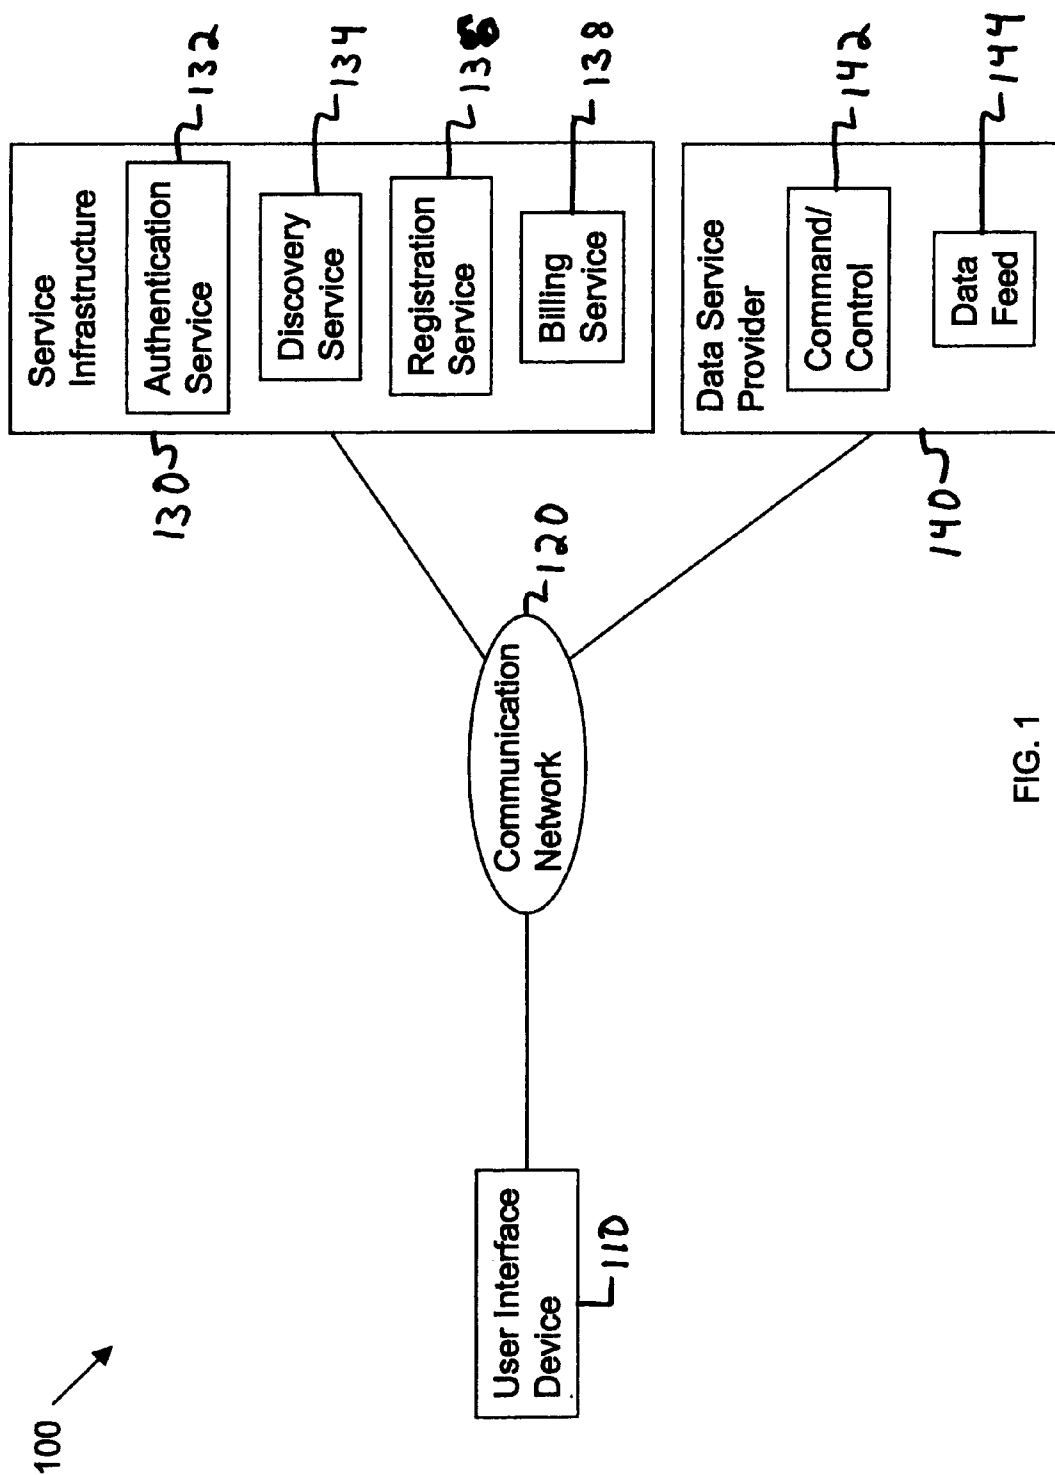 100
User Interface
Device
110
Communication
Network
120
130
Service
Infrastructure
Authentication
Service
132
Discovery
Service
134
Registration
Service
Billing
Service
138
140
Data Service
Provider
Command/
Control
142
Data
Feed
144
FIG. 1